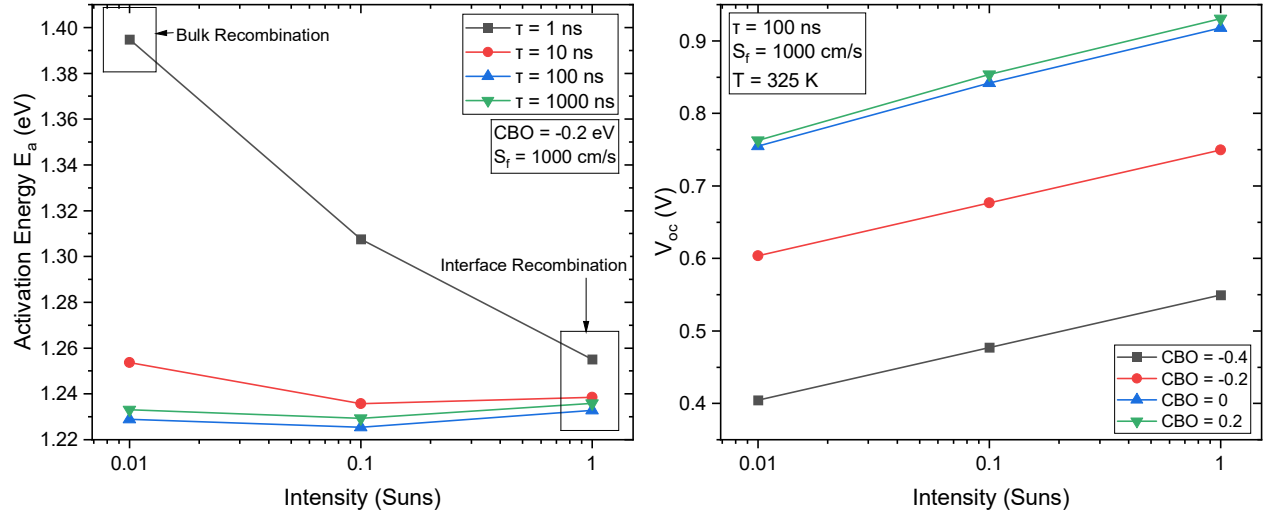 1.40
1.38
1.36
1.34
1.32
1.30
1.28
1.26
1.24
1.22
Activation Energy E_a (eV)
0.01
0.1
1
Intensity (Suns)
Bulk Recombination
τ = 1 ns
τ = 10 ns
τ = 100 ns
τ = 1000 ns
CBO = -0.2 eV
S_f = 1000 cm/s
Interface Recombination
0.9
0.8
0.7
0.6
0.5
0.4
V_oc (V)
0.01
0.1
1
Intensity (Suns)
τ = 100 ns
S_f = 1000 cm/s
T = 325 K
CBO = -0.4
CBO = -0.2
CBO = 0
CBO = 0.2